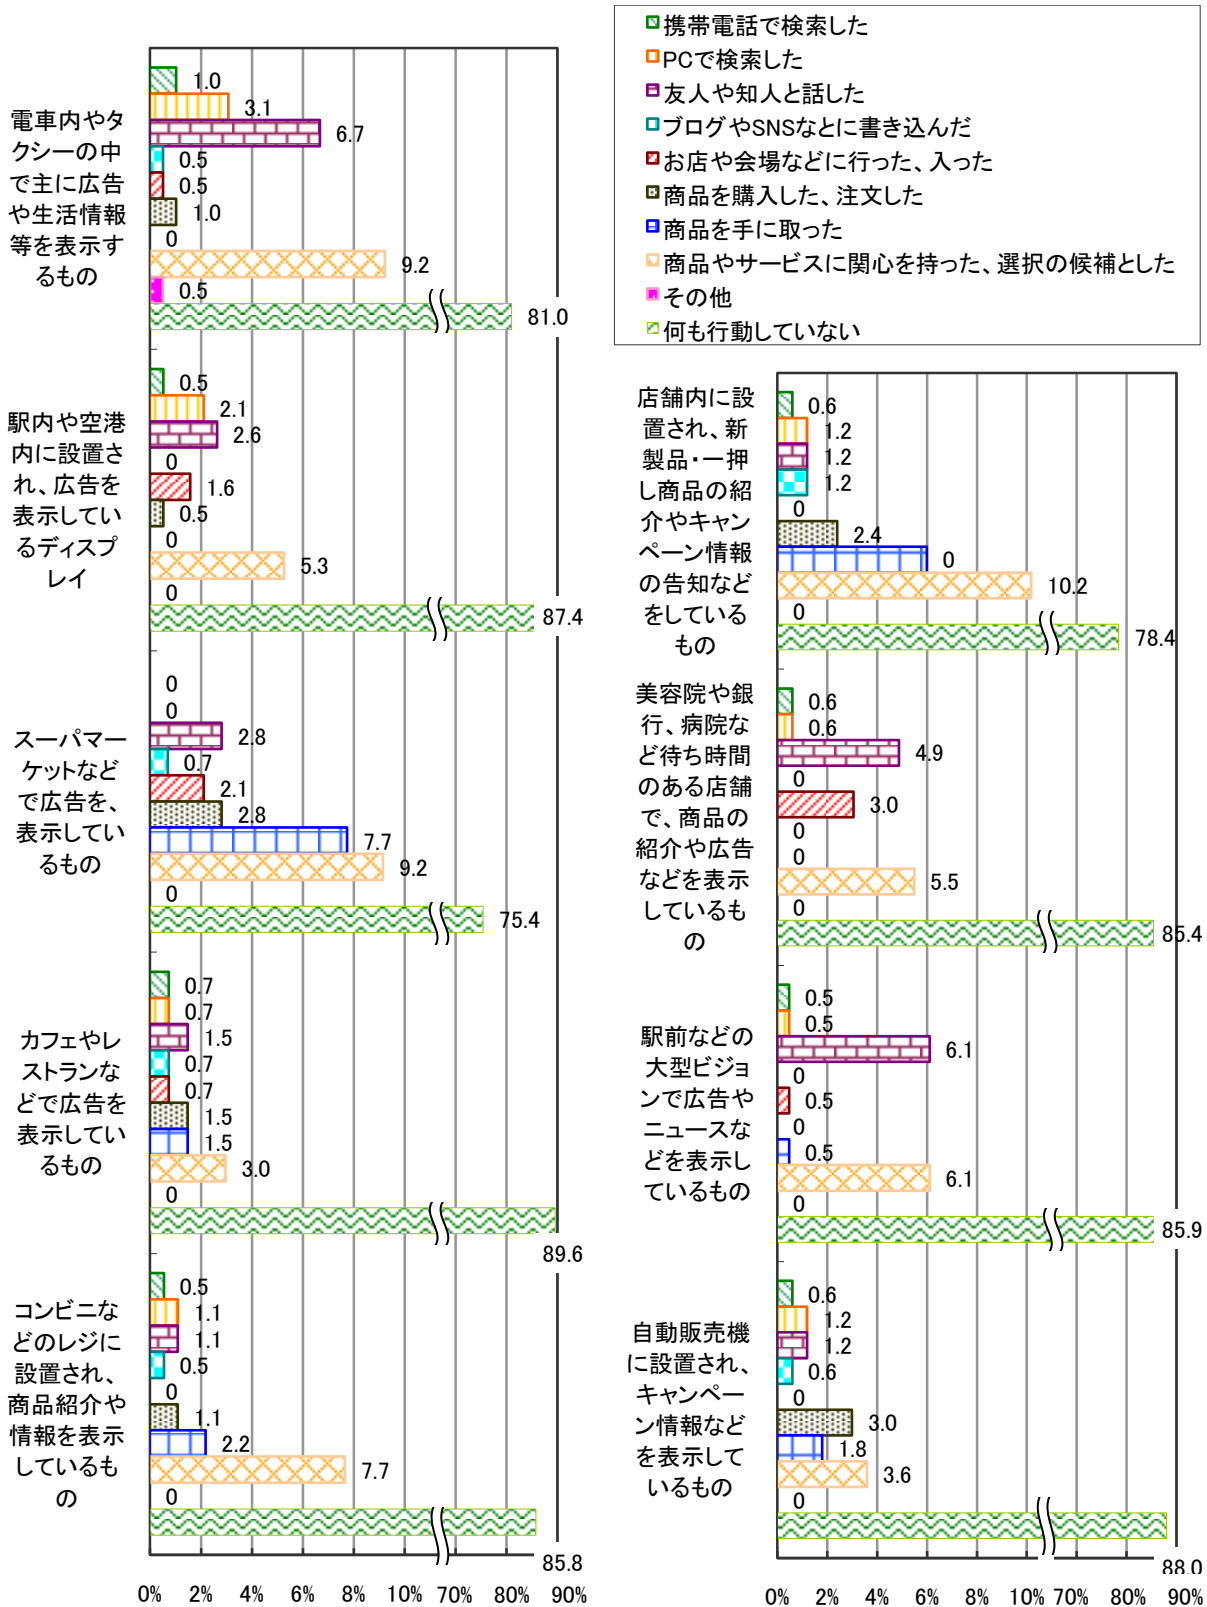 携帯電話で検索した
PCで検索した
友人や知人と話した
ブログやSNSなとに書き込んだ
お店や会場などに行った、入った
商品を購入した、注文した
商品を手に取った
商品やサービスに関心を持った、選択の候補とした
その他
何も行動していない
電車内やタ
クシーの中
で主に広告
や生活情報
等を表示す
るもの
1.0
3.1
6.7
0.5
0.5
1.0
0
9.2
0.5
81.0
駅内や空港
内に設置さ
れ、広告を
表示してい
るディスプ
レイ
0.5
2.1
2.6
0
1.6
0.5
0
5.3
0
87.4
スーパマー
ケットなど
で広告を、
表示してい
るもの
0
0
2.8
0.7
2.1
2.8
7.7
9.2
0
75.4
カフェやレ
ストランな
どで広告を
表示してい
るもの
0.7
0.7
1.5
0.7
0.7
1.5
1.5
3.0
0
89.6
コンビニな
どのレジに
設置され、
商品紹介や
情報を表示
しているも
の
0.5
1.1
1.1
0.5
0
1.1
2.2
7.7
0
85.8
0% 2% 4% 6% 8% 10% 70% 80% 90%
店舗内に設
置され、新
製品・一押
し商品の紹
介やキャン
ペーン情報
の告知など
をしている
もの
0.6
1.2
1.2
1.2
0
2.4
0
10.2
0
78.4
美容院や銀
行、病院な
ど待ち時間
のある店舗
で、商品の
紹介や広告
などを表示
しているも
の
0.6
0.6
4.9
0
3.0
0
0
5.5
0
85.4
駅前などの
大型ビジョ
ンで広告や
ニュースな
どを表示し
ているもの
0.5
0.5
6.1
0
0.5
0
0.5
6.1
0
85.9
自動販売機
に設置され、
キャンペー
ン情報など
を表示して
いるもの
0.6
1.2
1.2
0.6
0
3.0
1.8
3.6
0
88.0
0% 2% 4% 6% 8% 10% 70% 80% 90%